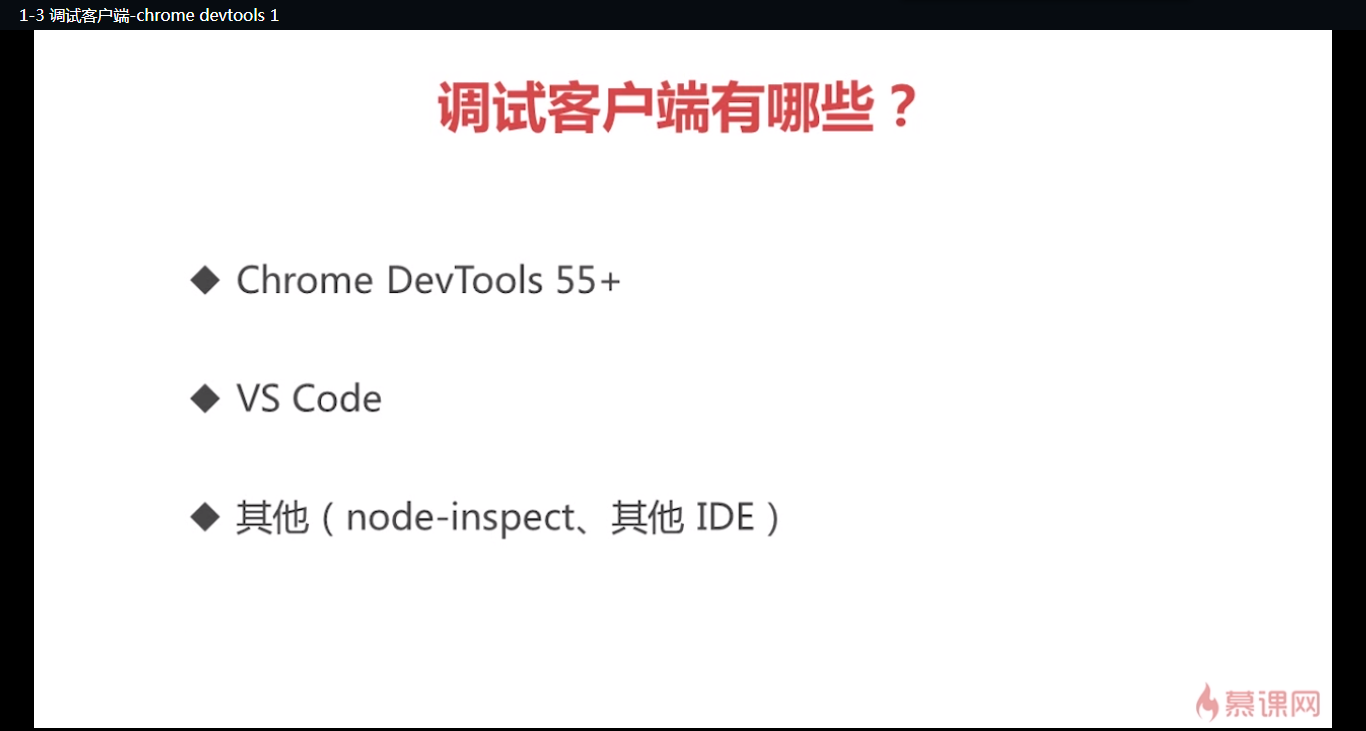 1-3 调试客户端-chrome devtools 1
调试客户端有哪些？
Chrome DevTools 55+
VS Code
其他（node-inspect、其他 IDE）
慕课网